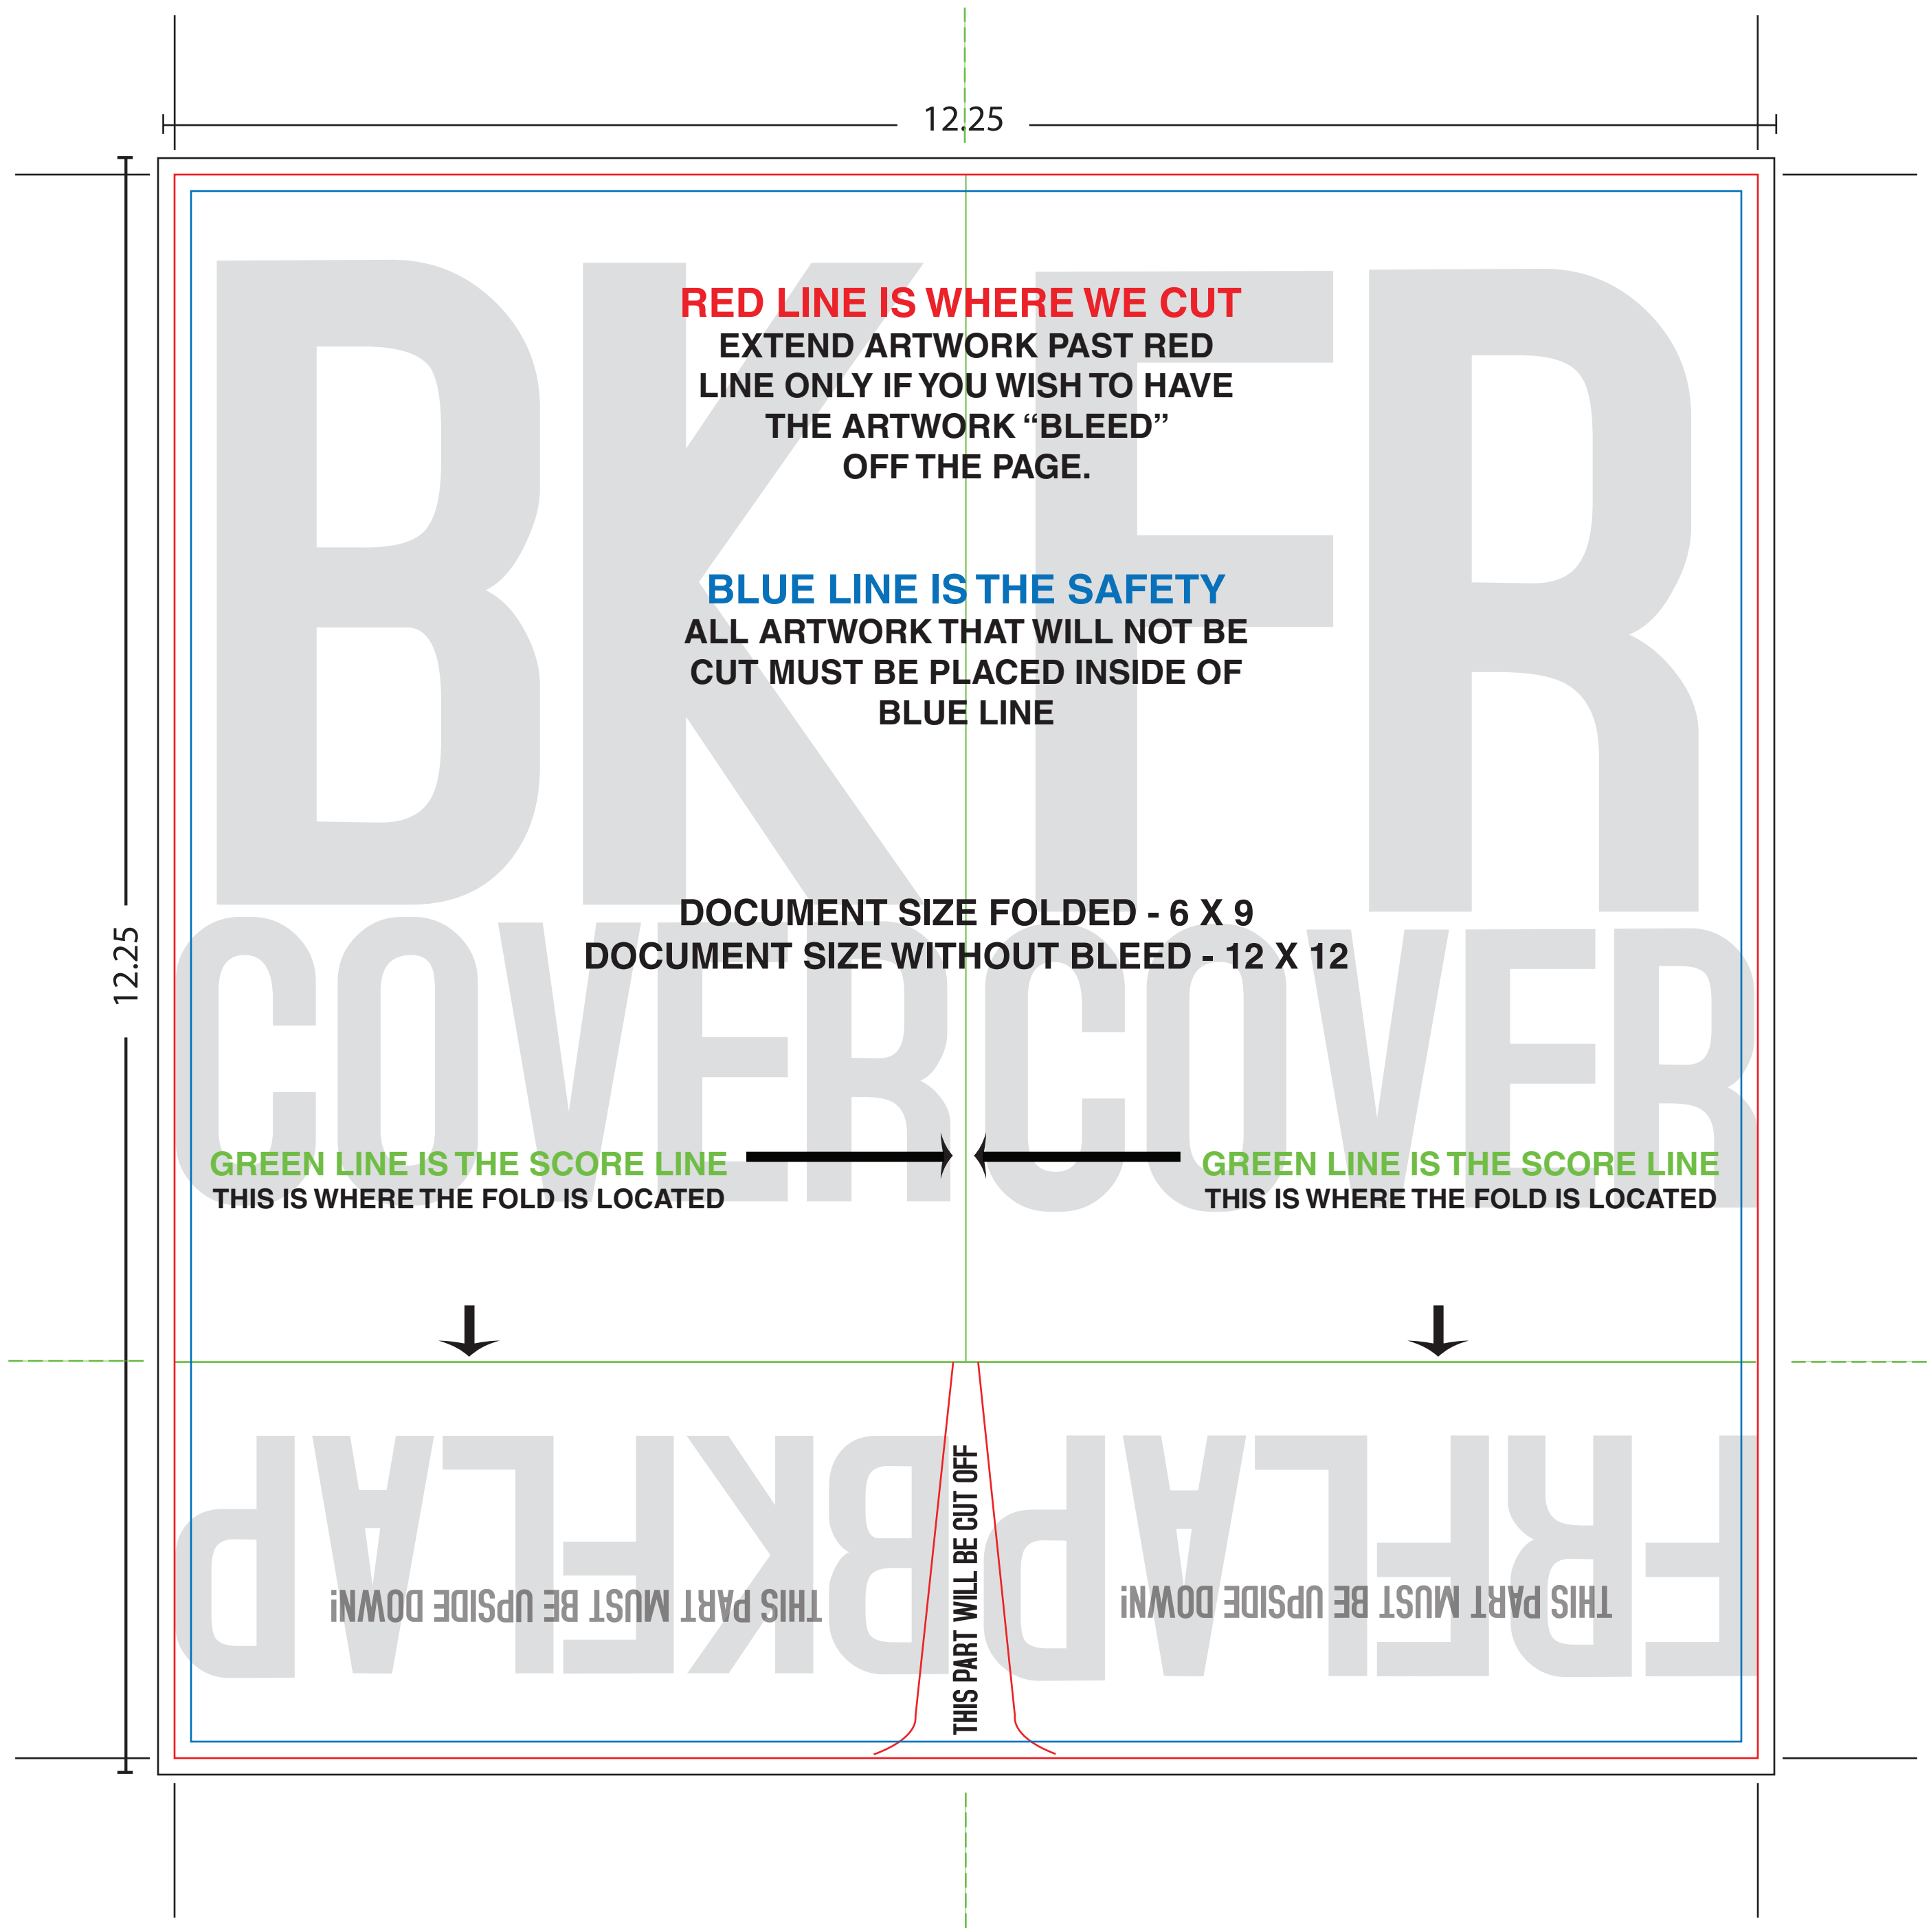 12.25
12.25
BK FR
RED LINE IS WHERE WE CUT
EXTEND ARTWORK PAST RED
LINE ONLY IF YOU WISH TO HAVE
THE ARTWORK “BLEED”
OFF THE PAGE.
BLUE LINE IS THE SAFETY
ALL ARTWORK THAT WILL NOT BE
CUT MUST BE PLACED INSIDE OF
BLUE LINE
DOCUMENT SIZE FOLDED - 6 X 9
DOCUMENT SIZE WITHOUT BLEED - 12 X 12
COVER COVER
GREEN LINE IS THE SCORE LINE
THIS IS WHERE THE FOLD IS LOCATED
GREEN LINE IS THE SCORE LINE
THIS IS WHERE THE FOLD IS LOCATED
BK FLAP
THIS PART MUST BE UPSIDE DOWN!
THIS PART WILL BE CUT OFF
FR FLAP
THIS PART MUST BE UPSIDE DOWN!